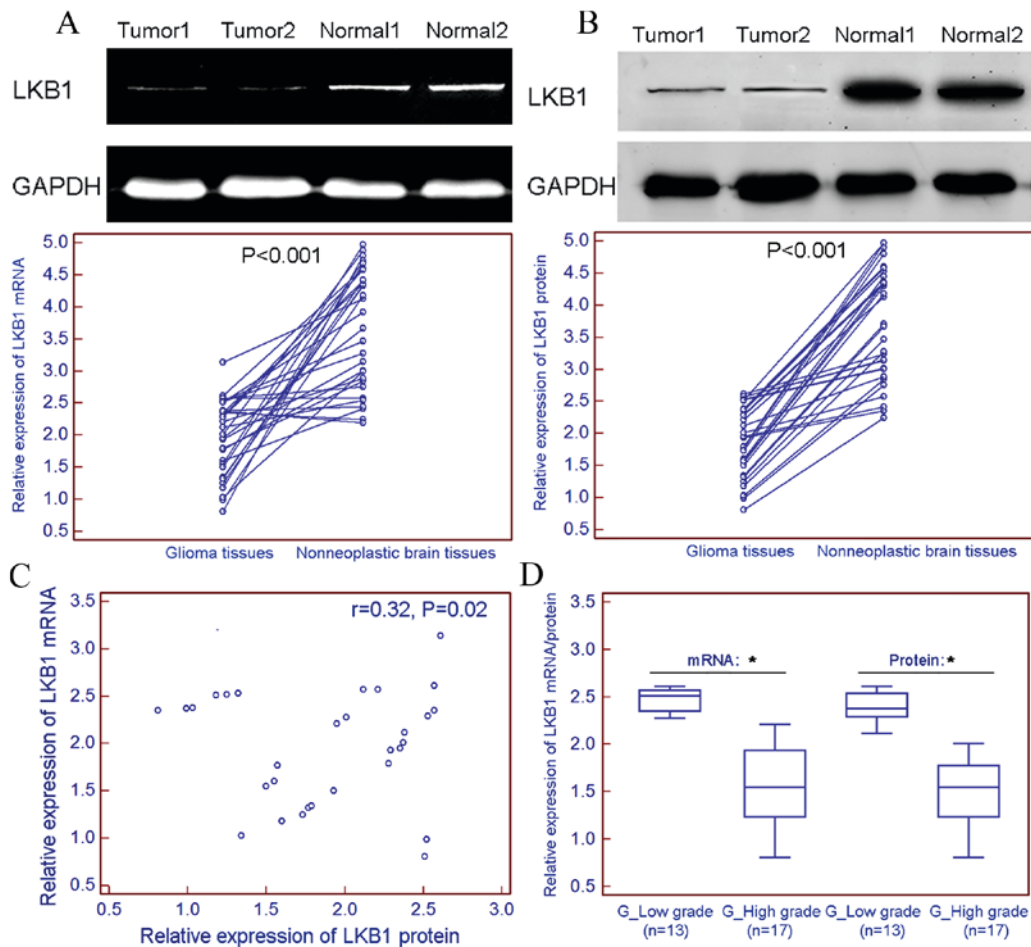 A
Tumor1 Tumor2 Normal1 Normal2
LKB1
GAPDH
P<0.001
Relative expression of LKB1 mRNA
5.0
4.5
4.0
3.5
3.0
2.5
2.0
1.5
1.0
0.5
Glioma tissues Nonneoplastic brain tissues
B
Tumor1 Tumor2 Normal1 Normal2
LKB1
GAPDH
P<0.001
Relative expression of LKB1 protein
5.0
4.5
4.0
3.5
3.0
2.5
2.0
1.5
1.0
0.5
Glioma tissues Nonneoplastic brain tissues
C
r=0.32, P=0.02
Relative expression of LKB1 mRNA
3.5
3.0
2.5
2.0
1.5
1.0
0.5
0.5 1.0 1.5 2.0 2.5 3.0
Relative expression of LKB1 protein
D
Relative expression of LKB1 mRNA/protein
3.5
3.0
2.5
2.0
1.5
1.0
0.5
mRNA: * Protein: *
G_Low grade G_High grade G_Low grade G_High grade
(n=13) (n=17) (n=13) (n=17)